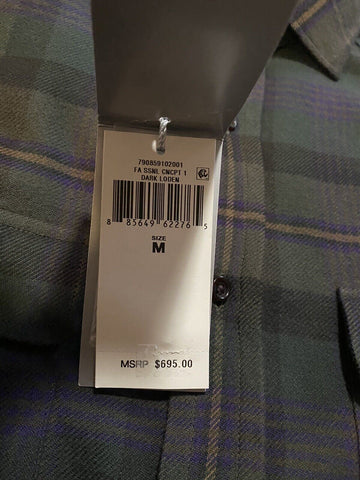 790859102001
FA SSNL CNCPT 1
DARK LODEN
8 85649 62276 5
SIZE
M
MSRP $695.00